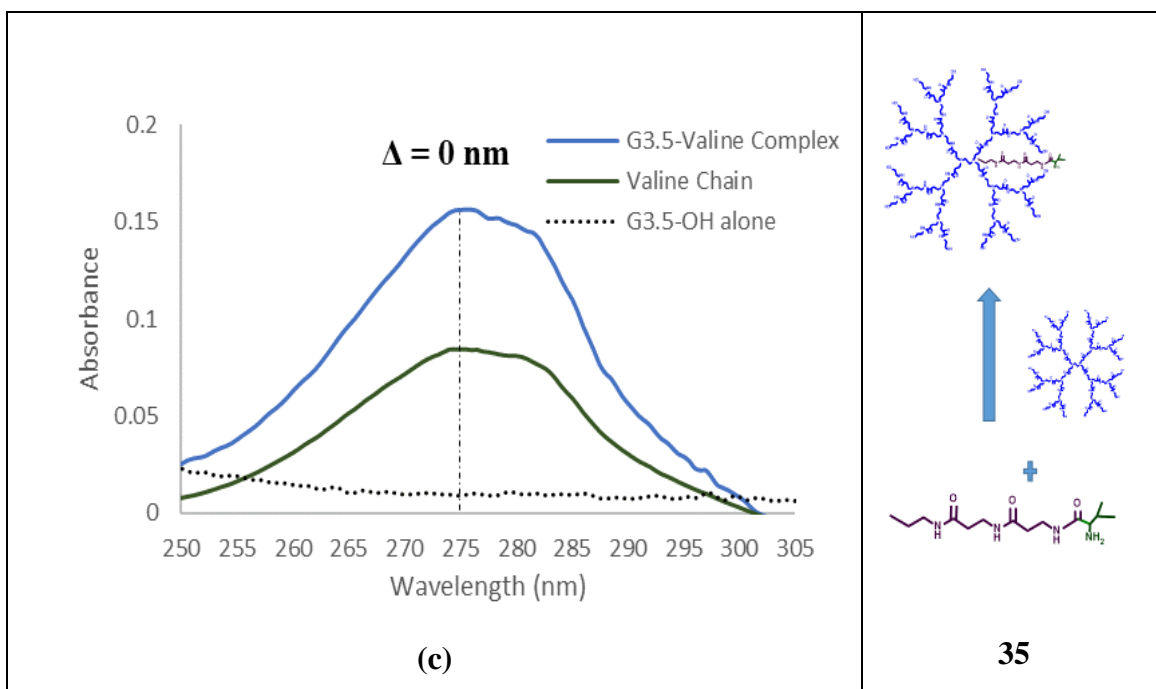 0.2
0.15
0.1
0.05
0
Absorbance
Δ = 0 nm
G3.5-Valine Complex
Valine Chain
G3.5-OH alone
250 255 260 265 270 275 280 285 290 295 300 305
Wavelength (nm)
(c)
+
O O O
N N N
H H H
NH2
35